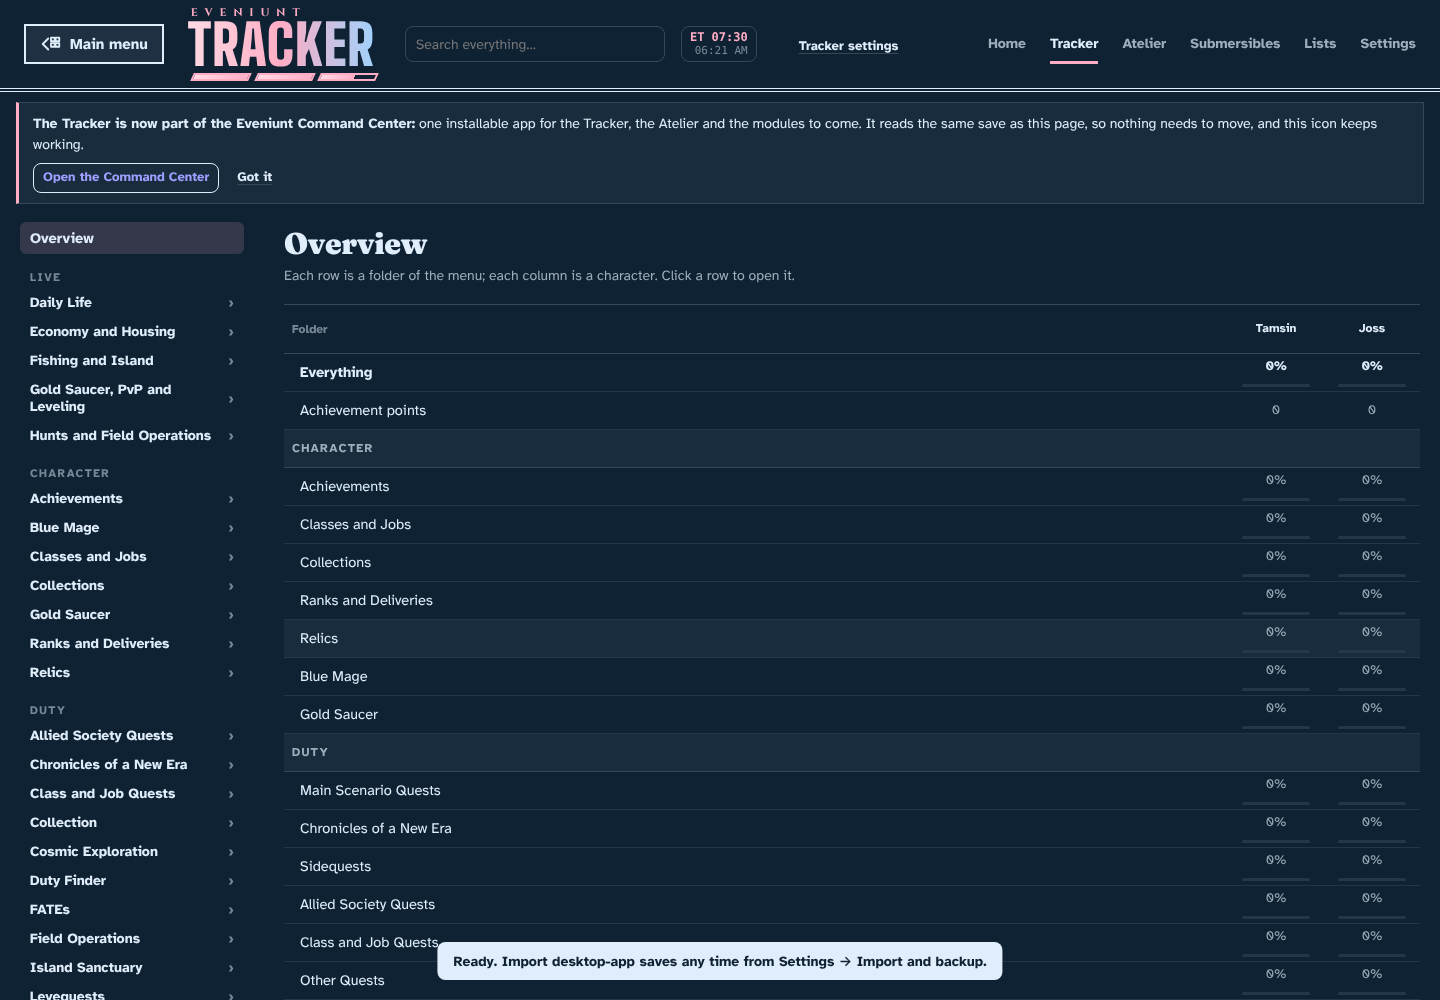 Main menu
EVENIUNT
TRACKER
Search everything...
ET 07:30
06:21 AM
Tracker settings
Home
Tracker
Atelier
Submersibles
Lists
Settings
The Tracker is now part of the Eveniunt Command Center: one installable app for the Tracker, the Atelier and the modules to come. It reads the same save as this page, so nothing needs to move, and this icon keeps
working.
Open the Command Center
Got it
Overview
LIVE
Daily Life
Economy and Housing
Fishing and Island
Gold Saucer, PvP and
Leveling
Hunts and Field Operations
CHARACTER
Achievements
Blue Mage
Classes and Jobs
Collections
Gold Saucer
Ranks and Deliveries
Relics
DUTY
Allied Society Quests
Chronicles of a New Era
Class and Job Quests
Collection
Cosmic Exploration
Duty Finder
FATEs
Field Operations
Island Sanctuary
Levequests
Overview
Each row is a folder of the menu; each column is a character. Click a row to open it.
Folder Tamsin Joss
Everything 0% 0%
Achievement points 0 0
CHARACTER
Achievements 0% 0%
Classes and Jobs 0% 0%
Collections 0% 0%
Ranks and Deliveries 0% 0%
Relics 0% 0%
Blue Mage 0% 0%
Gold Saucer 0% 0%
DUTY
Main Scenario Quests 0% 0%
Chronicles of a New Era 0% 0%
Sidequests 0% 0%
Allied Society Quests 0% 0%
Class and Job Quests 0% 0%
Other Quests 0% 0%
Ready. Import desktop-app saves any time from Settings → Import and backup.